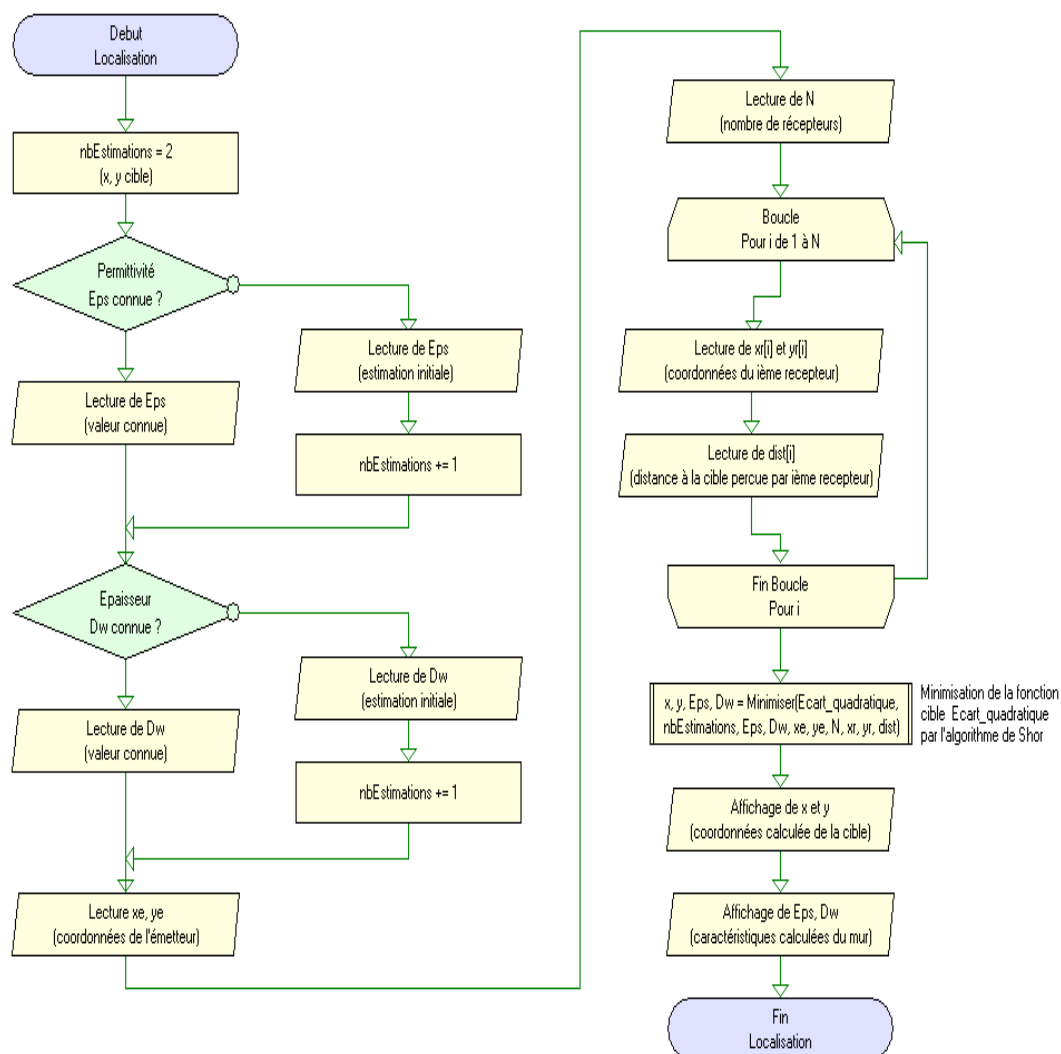 Debut
Localisation
nbEstimations = 2
(x, y cible)
Permittivité
Eps connue ?
Lecture de Eps
(estimation initiale)
Lecture de Eps
(valeur connue)
nbEstimations += 1
Epaisseur
Dw connue ?
Lecture de Dw
(estimation initiale)
Lecture de Dw
(valeur connue)
nbEstimations += 1
Lecture xe, ye
(coordonnées de l'émetteur)
Lecture de N
(nombre de récepteurs)
Boucle
Pour i de 1 à N
Lecture de xr[i] et yr[i]
(coordonnées du ième recepteur)
Lecture de dist[i]
(distance à la cible percue par ième recepteur)
Fin Boucle
Pour i
x, y, Eps, Dw = Minimiser(Ecart_quadratique,
nbEstimations, Eps, Dw, xe, ye, N, xr, yr, dist)
Minimisation de la fonction
cible Ecart_quadratique
par l'algorithme de Shor
Affichage de x et y
(coordonnées calculée de la cible)
Affichage de Eps, Dw
(caractéristiques calculées du mur)
Fin
Localisation